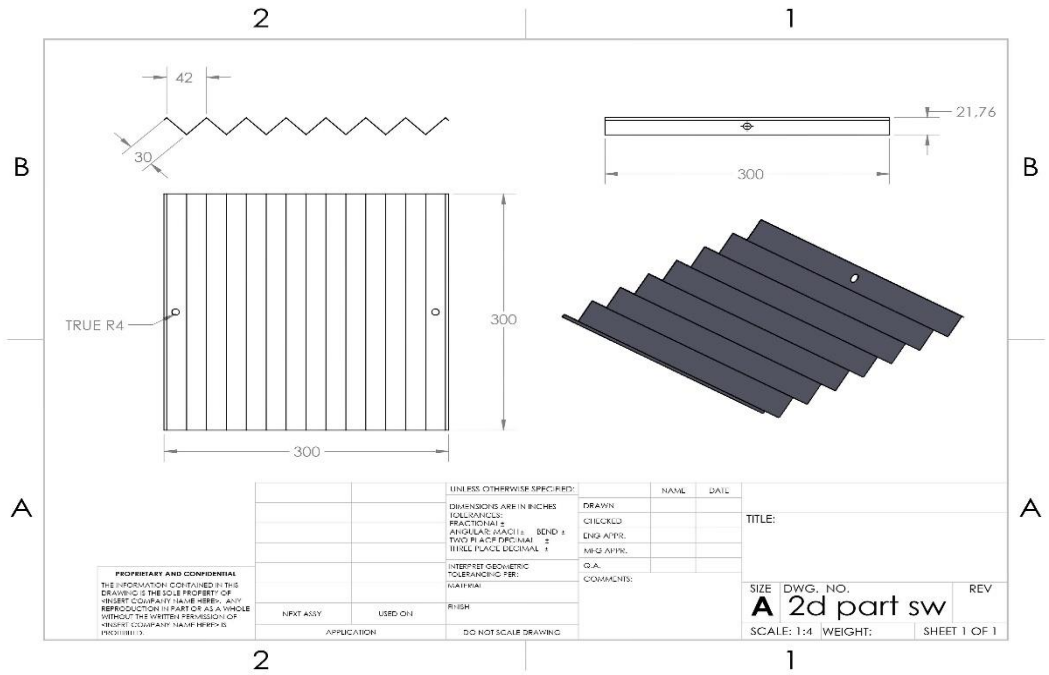 2
1
42
21,76
B
30
300
B
TRUE R4
300
300
A
A
UNLESS OTHERWISE SPECIFIED:
DIMENSIONS ARE IN INCHES
TOLERANCES:
FRACTIONAL ±
ANGULAR: MACH ± BEND ±
TWO PLACE DECIMAL ±
THREE PLACE DECIMAL ±
INTERPRET GEOMETRIC
TOLERANCING PER:
MATERIAL
FINISH
DO NOT SCALE DRAWING
NAME DATE
DRAWN
CHECKED
ENG APPR.
MFG APPR.
Q.A.
COMMENTS:
TITLE:
SIZE DWG. NO. REV
A 2d part sw
SCALE: 1:4 WEIGHT: SHEET 1 OF 1
PROPRIETARY AND CONFIDENTIAL
THE INFORMATION CONTAINED IN THIS
DRAWING IS THE SOLE PROPERTY OF
<INSERT COMPANY NAME HERE>. ANY
REPRODUCTION IN PART OR AS A WHOLE
WITHOUT THE WRITTEN PERMISSION OF
<INSERT COMPANY NAME HERE> IS
PROHIBITED.
NEXT ASSY USED ON
APPLICATION
2
1